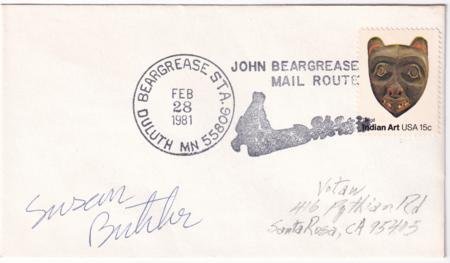 BEARGREASE STA.
FEB
28
1981
DULUTH MN 55806
JOHN BEARGREASE
MAIL ROUTE
Indian Art USA 15c
Susan
Butcher
Votaw
416 Pythian Rd
Santa Rosa, CA 95405